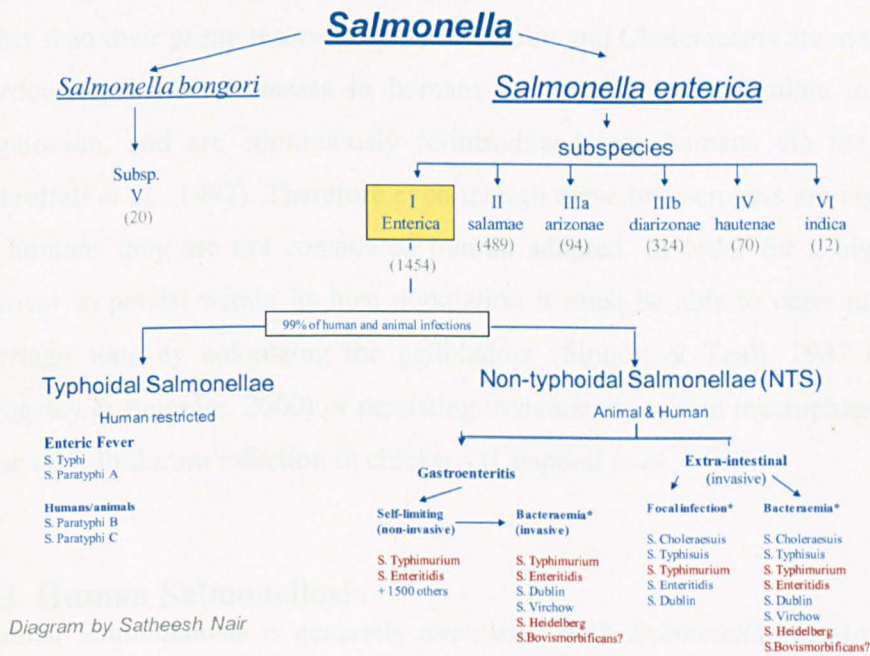 Salmonella
Salmonella bongori
Salmonella enterica
Subsp.
V
(20)
subspecies
I
Enterica
(1454)
II
salamae
(489)
IIIa
arizonae
(94)
IIIb
diarizonae
(324)
IV
hautenae
(70)
VI
indica
(12)
99% of human and animal infections
Typhoidal Salmonellae
Human restricted
Enteric Fever
S. Typhi
S. Paratyphi A
Humans/animals
S. Paratyphi B
S. Paratyphi C
Non-typhoidal Salmonellae (NTS)
Animal & Human
Gastroenteritis
Self-limiting
(non-invasive)
S. Typhimurium
S. Enteritidis
+ 1500 others
Bacteraemia*
(invasive)
S. Typhimurium
S. Enteritidis
S. Dublin
S. Virchow
S. Heidelberg
S.Bovismorbificans?
Extra-intestinal
(invasive)
Focal infection*
S. Choleraesuis
S. Typhisuis
S. Typhimurium
S. Enteritidis
S. Dublin
Bacteraemia*
S. Choleraesuis
S. Typhisuis
S. Typhimurium
S. Enteritidis
S. Dublin
S. Virchow
S. Heidelberg
S.Bovismorbificans?
Diagram by Satheesh Nair